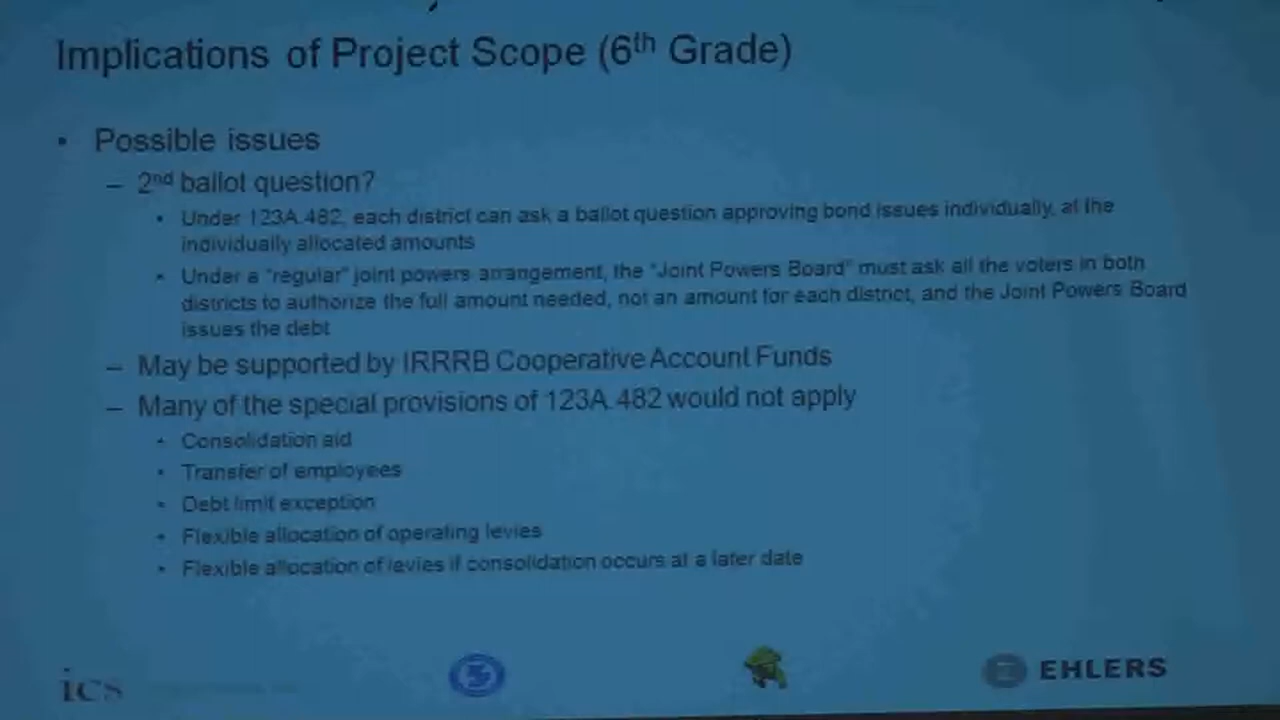 Implications of Project Scope (6th Grade)
• Possible issues
– 2nd ballot question?
• Under 123A.482, each district can ask a ballot question approving bond issues individually, at the
individually allocated amounts
• Under a "regular" joint powers arrangement, the "Joint Powers Board" must ask all the voters in both
districts to authorize the full amount needed, not an amount for each district, and the Joint Powers Board
issues the debt
– May be supported by IRRRB Cooperative Account Funds
– Many of the special provisions of 123A.482 would not apply
• Consolidation aid
• Transfer of employees
• Debt limit exception
• Flexible allocation of operating levies
• Flexible allocation of levies if consolidation occurs at a later date
ics
EHLERS